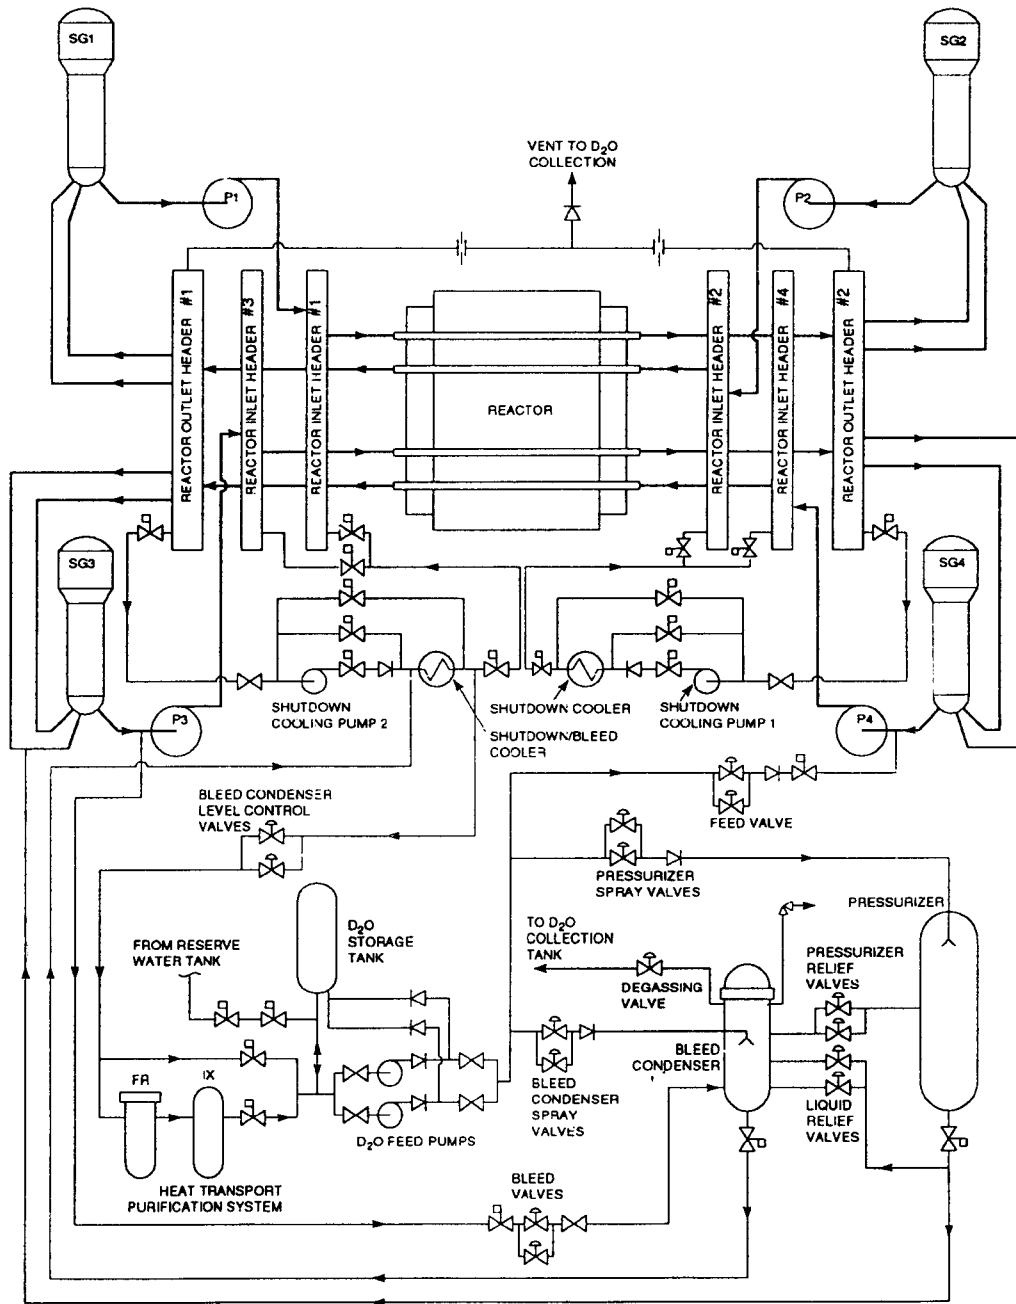 SG1
SG2
VENT TO D₂O
COLLECTION
P1
P2
REACTOR OUTLET HEADER #1
REACTOR INLET HEADER #3
REACTOR INLET HEADER #1
REACTOR
REACTOR INLET HEADER #2
REACTOR INLET HEADER #4
REACTOR OUTLET HEADER #2
SG3
SG4
P3
P4
SHUTDOWN
COOLING PUMP 2
SHUTDOWN/BLEED
COOLER
SHUTDOWN COOLER
SHUTDOWN
COOLING PUMP 1
BLEED CONDENSER
LEVEL CONTROL
VALVES
FEED VALVE
PRESSURIZER
SPRAY VALVES
PRESSURIZER
D₂O
STORAGE
TANK
FROM RESERVE
WATER TANK
TO D₂O
COLLECTION
TANK
DEGASSING
VALVE
PRESSURIZER
RELIEF
VALVES
BLEED
CONDENSER
BLEED
CONDENSER
SPRAY
VALVES
LIQUID
RELIEF
VALVES
FR
IX
D₂O FEED PUMPS
HEAT TRANSPORT
PURIFICATION SYSTEM
BLEED
VALVES